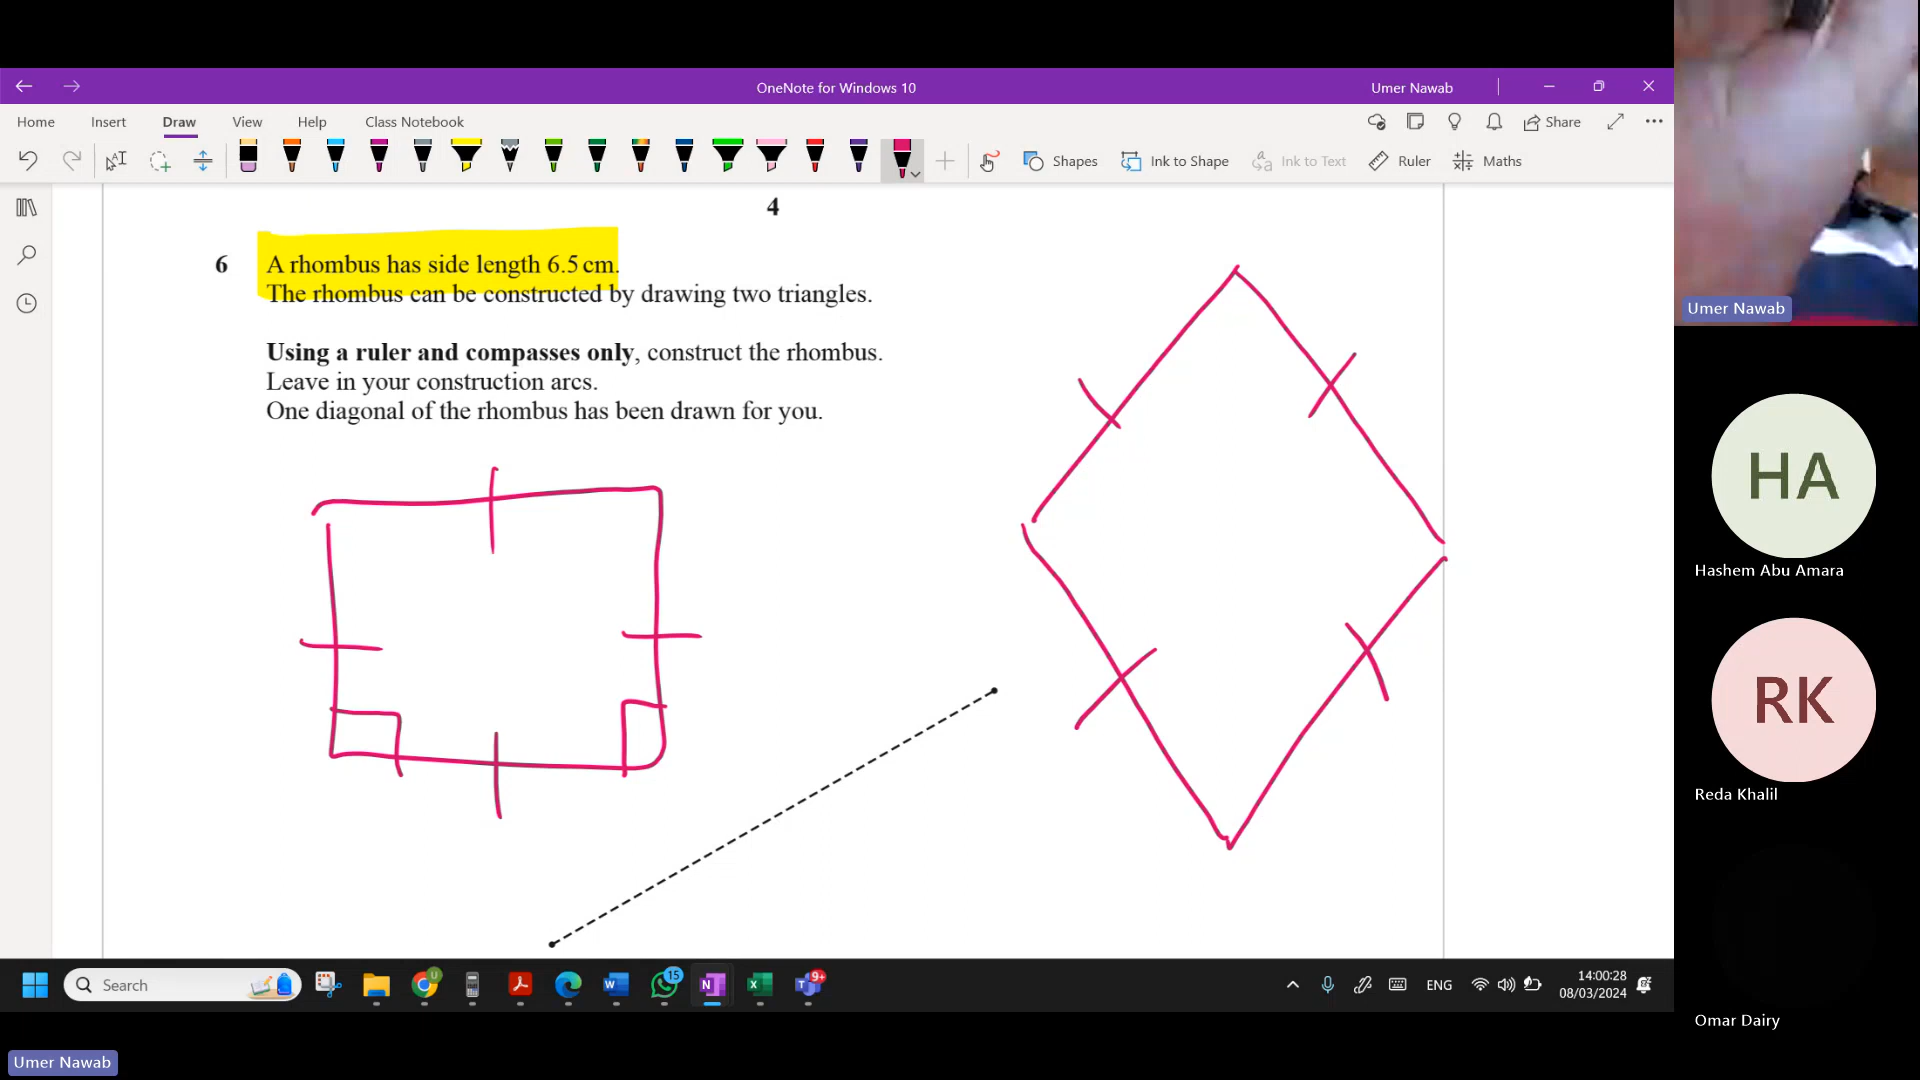 OneNote for Windows 10
Umer Nawab
Home Insert Draw View Help Class Notebook
Share
Shapes Ink to Shape Ink to Text Ruler Maths
4
6 A rhombus has side length 6.5 cm.
The rhombus can be constructed by drawing two triangles.
Using a ruler and compasses only, construct the rhombus.
Leave in your construction arcs.
One diagonal of the rhombus has been drawn for you.
Umer Nawab
HA
Hashem Abu Amara
RK
Reda Khalil
Omar Dairy
Search
U
W
15
N
X
9+
ENG
14:00:28
08/03/2024
Umer Nawab